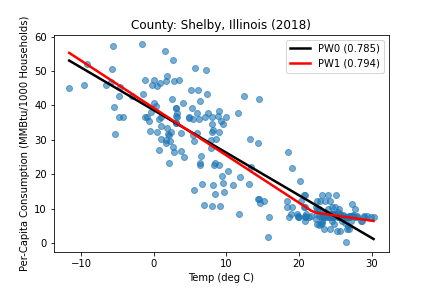 County: Shelby, Illinois (2018)
Per-Capita Consumption (MMBtu/1000 Households)
60
50
40
30
20
10
0
PW0 (0.785)
PW1 (0.794)
−10
0
10
20
30
Temp (deg C)